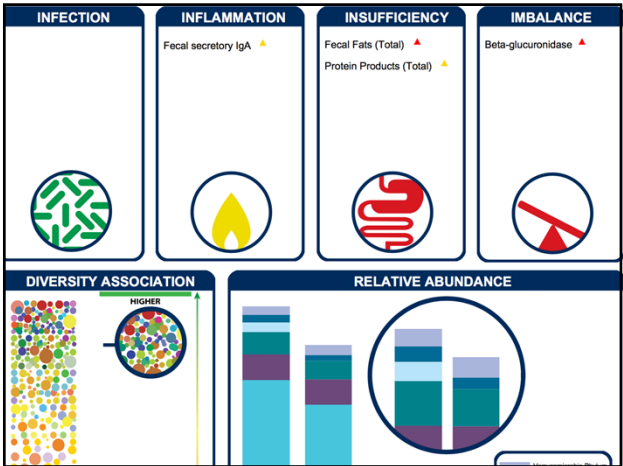 INFECTION
INFLAMMATION
Fecal secretory IgA
INSUFFICIENCY
Fecal Fats (Total)
Protein Products (Total)
IMBALANCE
Beta-glucuronidase
DIVERSITY ASSOCIATION
HIGHER
RELATIVE ABUNDANCE